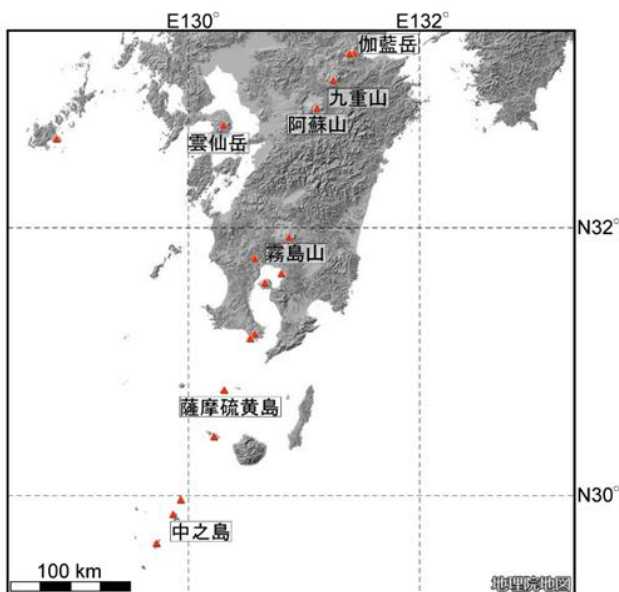 E130° E132°
伽藍岳
九重山
阿蘇山
雲仙岳
N32°
霧島山
薩摩硫黄島
N30°
中之島
100 km
地理院地図